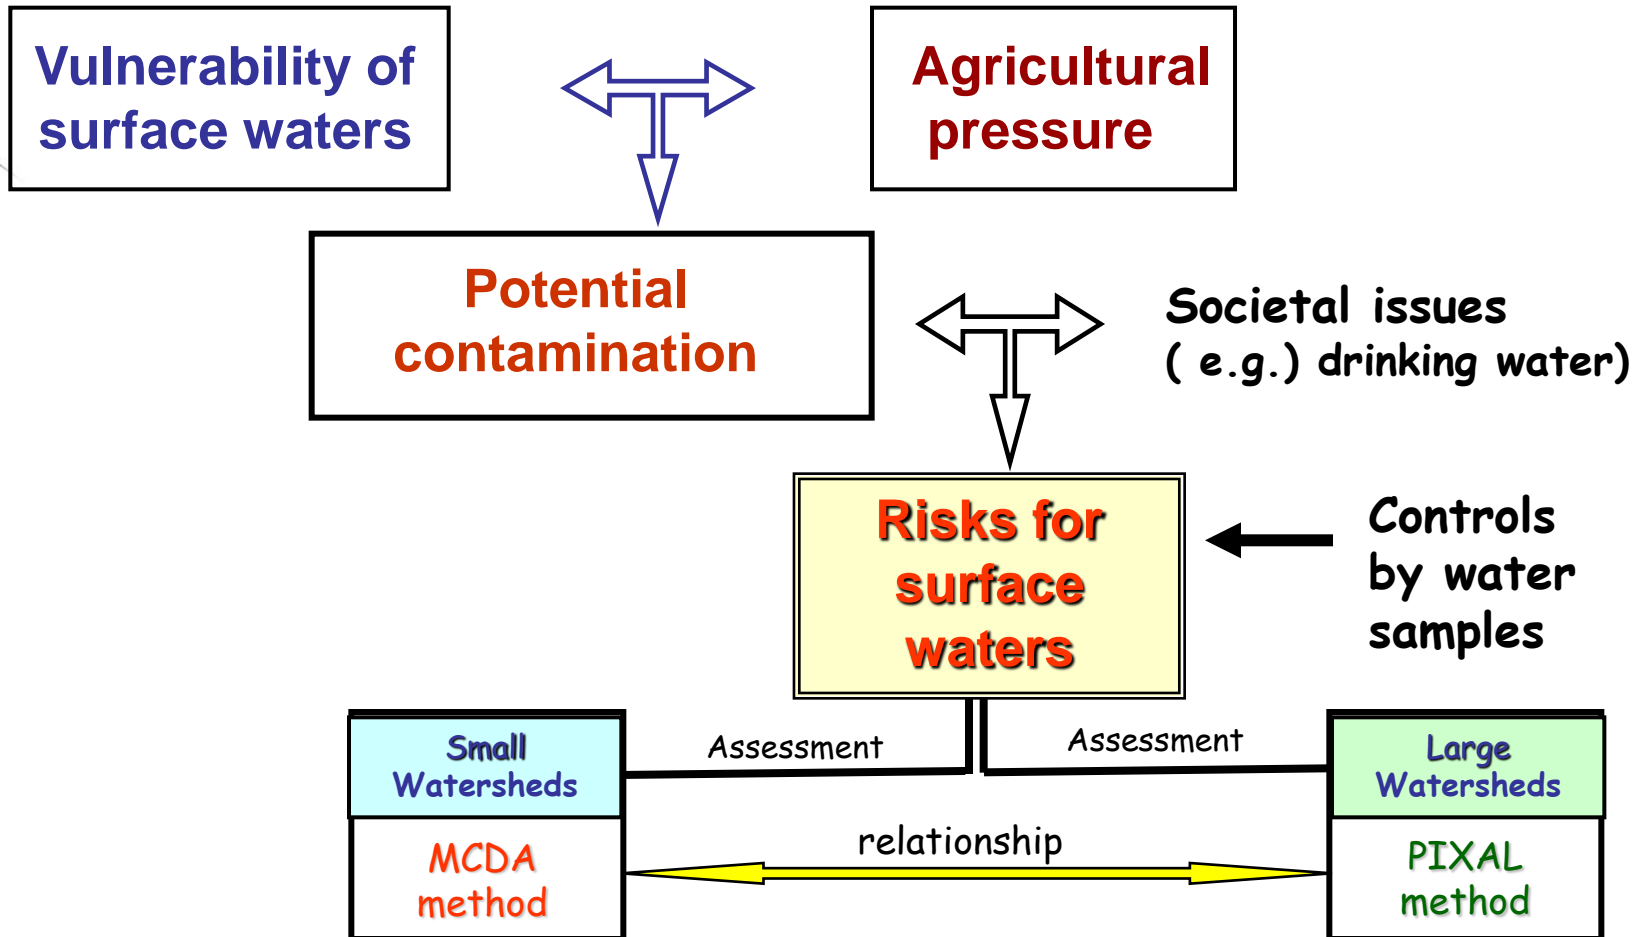 Vulnerability of
surface waters
Agricultural
pressure
Potential
contamination
Societal issues
( e.g.) drinking water)
Risks for
surface
waters
Controls
by water
samples
Small
Watersheds
Assessment
Assessment
Large
Watersheds
MCDA
method
relationship
PIXAL
method